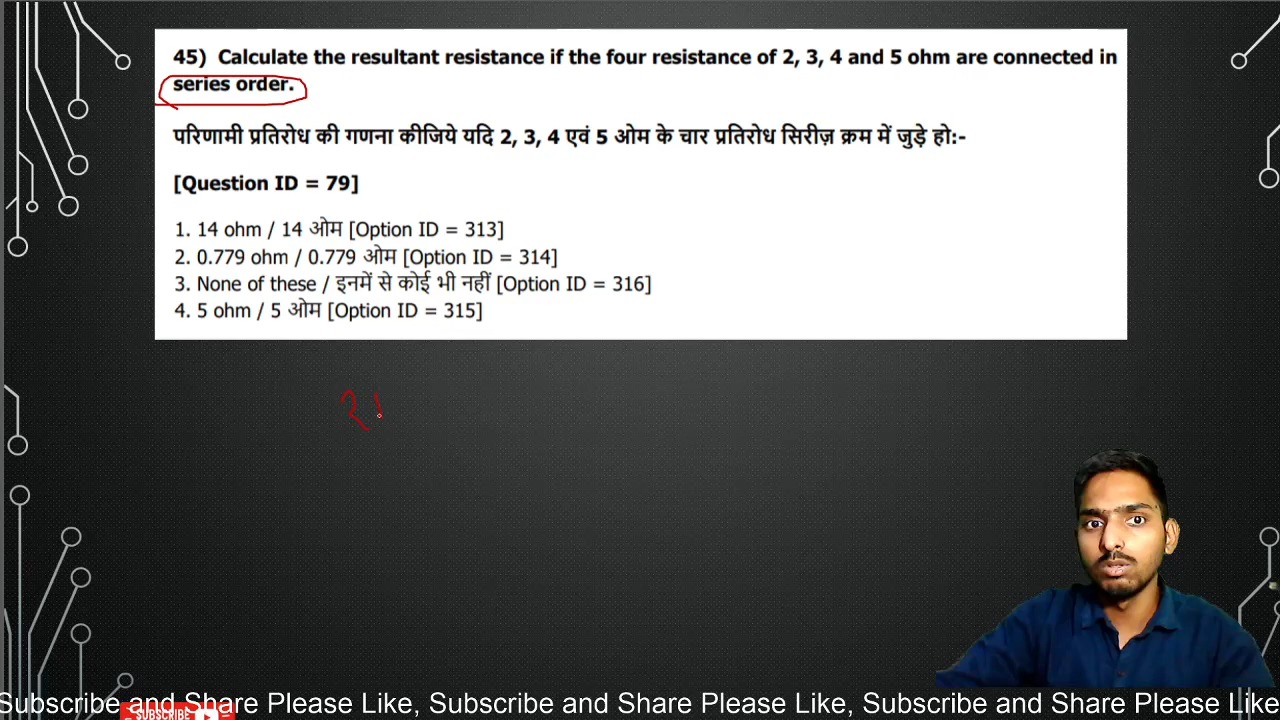 45) Calculate the resultant resistance if the four resistance of 2, 3, 4 and 5 ohm are connected in
series order.
परिणामी प्रतिरोध की गणना कीजिये यदि 2, 3, 4 एवं 5 ओम के चार प्रतिरोध सिरीज़ क्रम में जुड़े हो:-
[Question ID = 79]
1. 14 ohm / 14 ओम [Option ID = 313]
2. 0.779 ohm / 0.779 ओम [Option ID = 314]
3. None of these / इनमें से कोई भी नहीं [Option ID = 316]
4. 5 ohm / 5 ओम [Option ID = 315]
Subscribe and Share Please Like, Subscribe and Share Please Like, Subscribe and Share Please Like
SUBSCRIBE